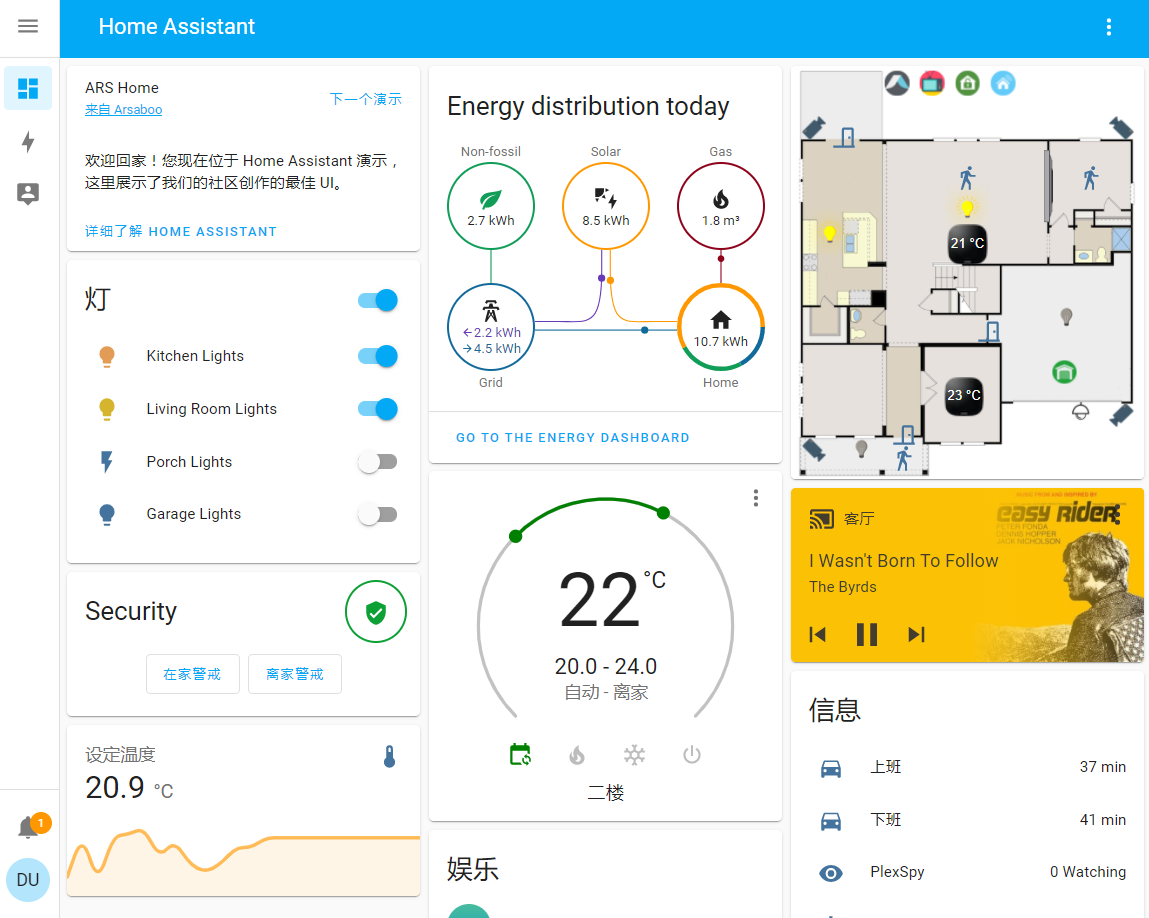 Home Assistant
ARS Home
来自 Arsaboo
下一个演示
欢迎回家！您现在位于 Home Assistant 演示，
这里展示了我们的社区创作的最佳 UI。
详细了解 HOME ASSISTANT
灯
Kitchen Lights
Living Room Lights
Porch Lights
Garage Lights
Security
在家警戒
离家警戒
设定温度
20.9 °C
1
DU
Energy distribution today
Non-fossil
Solar
Gas
2.7 kWh
8.5 kWh
1.8 m³
←2.2 kWh
→4.5 kWh
10.7 kWh
Grid
Home
GO TO THE ENERGY DASHBOARD
22 °C
20.0 - 24.0
自动 - 离家
二楼
娱乐
21 °C
23 °C
客厅
MUSIC FROM AND INSPIRED BY
easy rider
PETER FONDA
DENNIS HOPPER
JACK NICHOLSON
I Wasn't Born To Follow
The Byrds
信息
上班
37 min
下班
41 min
PlexSpy
0 Watching